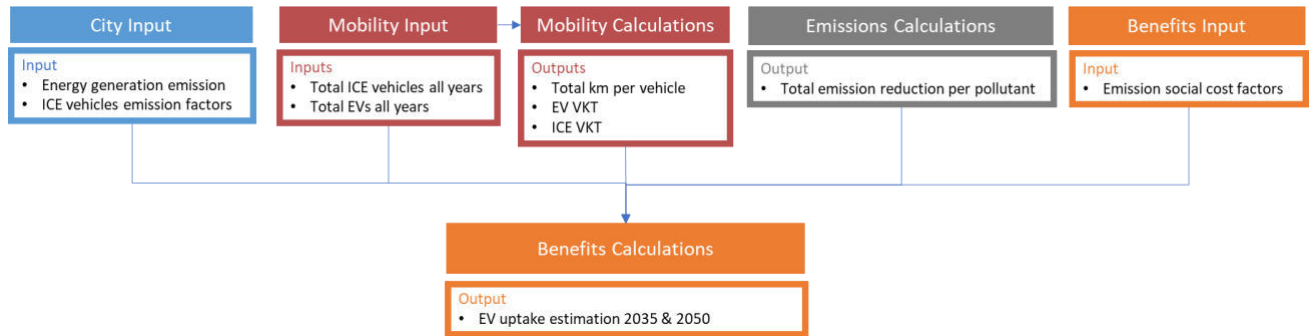 City Input
Input
• Energy generation emission
• ICE vehicles emission factors
Mobility Input
Inputs
• Total ICE vehicles all years
• Total EVs all years
Mobility Calculations
Outputs
• Total km per vehicle
• EV VKT
• ICE VKT
Emissions Calculations
Output
• Total emission reduction per pollutant
Benefits Input
Input
• Emission social cost factors
Benefits Calculations
Output
• EV uptake estimation 2035 & 2050